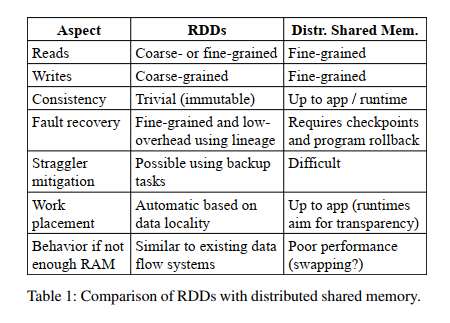 Aspect RDDs Distr. Shared Mem.
Reads Coarse- or fine-grained Fine-grained
Writes Coarse-grained Fine-grained
Consistency Trivial (immutable) Up to app / runtime
Fault recovery Fine-grained and low- Requires checkpoints
overhead using lineage and program rollback
Straggler Possible using backup Difficult
mitigation tasks
Work Automatic based on Up to app (runtimes
placement data locality aim for transparency)
Behavior if not Similar to existing data Poor performance
enough RAM flow systems (swapping?)
Table 1: Comparison of RDDs with distributed shared memory.